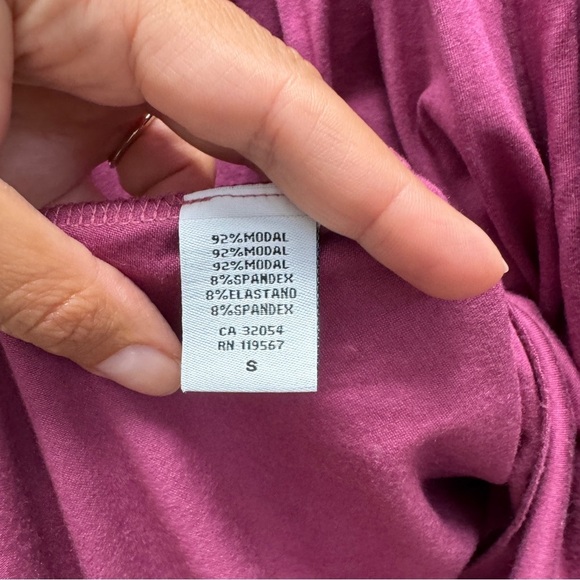 92%MODAL
92%MODAL
92%MODAL
8%SPANDEX
8%ELASTANO
8%SPANDEX
CA 32054
RN 119567
S